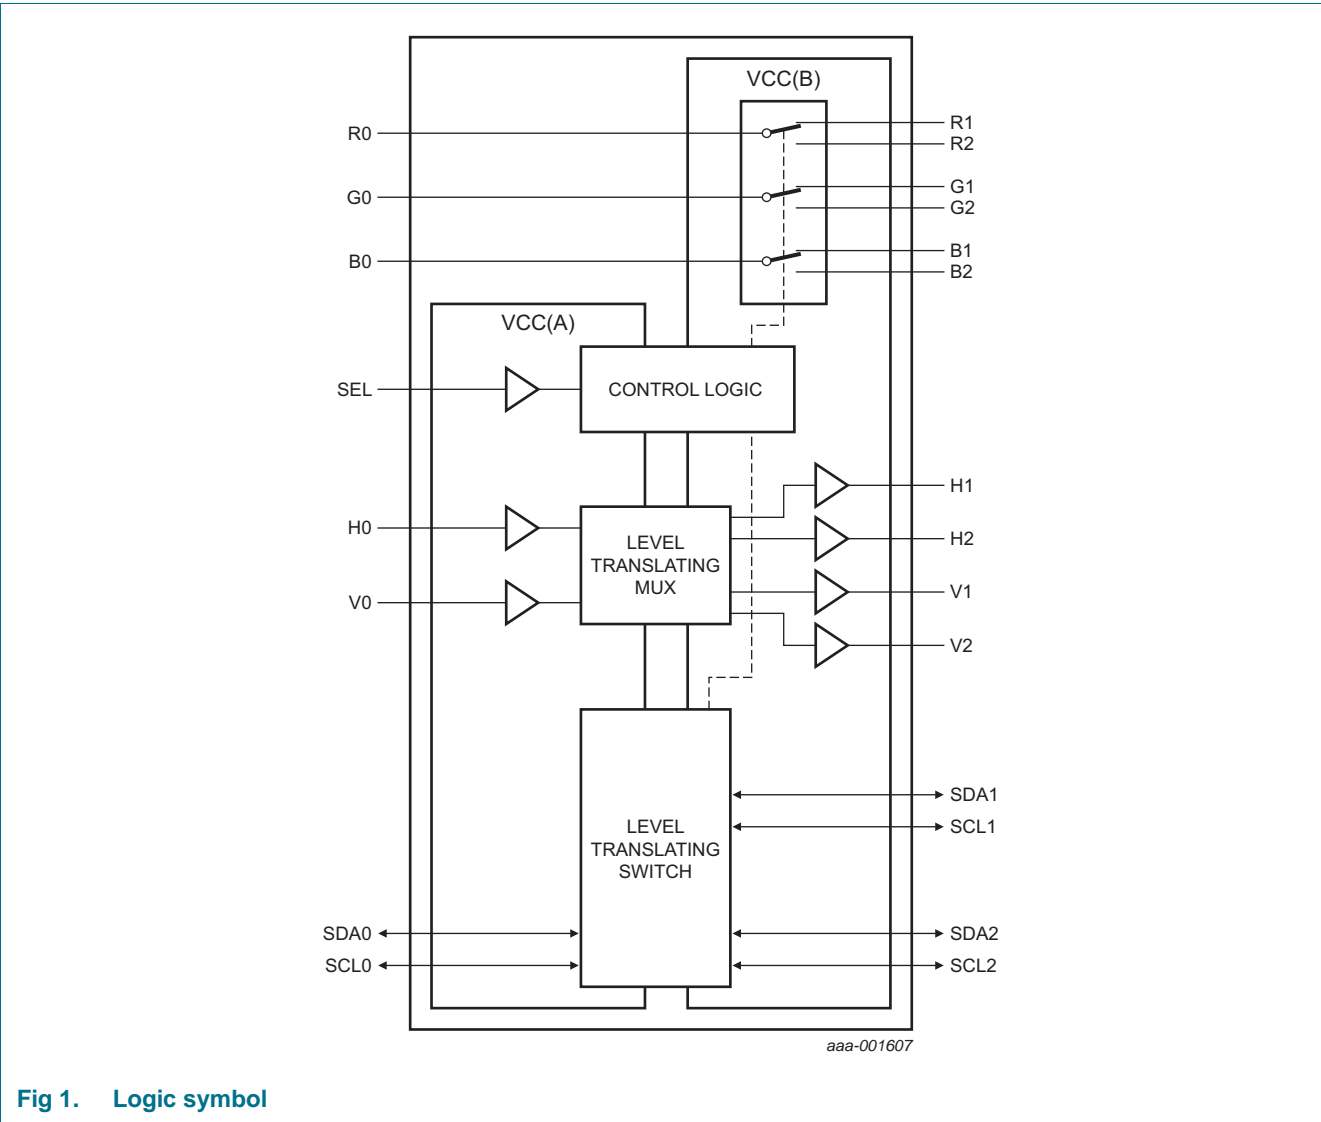 VCC(B)
R0
R1
R2
G0
G1
G2
B0
B1
B2
VCC(A)
SEL
CONTROL LOGIC
H0
V0
LEVEL
TRANSLATING
MUX
H1
H2
V1
V2
LEVEL
TRANSLATING
SWITCH
SDA1
SCL1
SDA0
SCL0
SDA2
SCL2
aaa-001607
Fig 1. Logic symbol